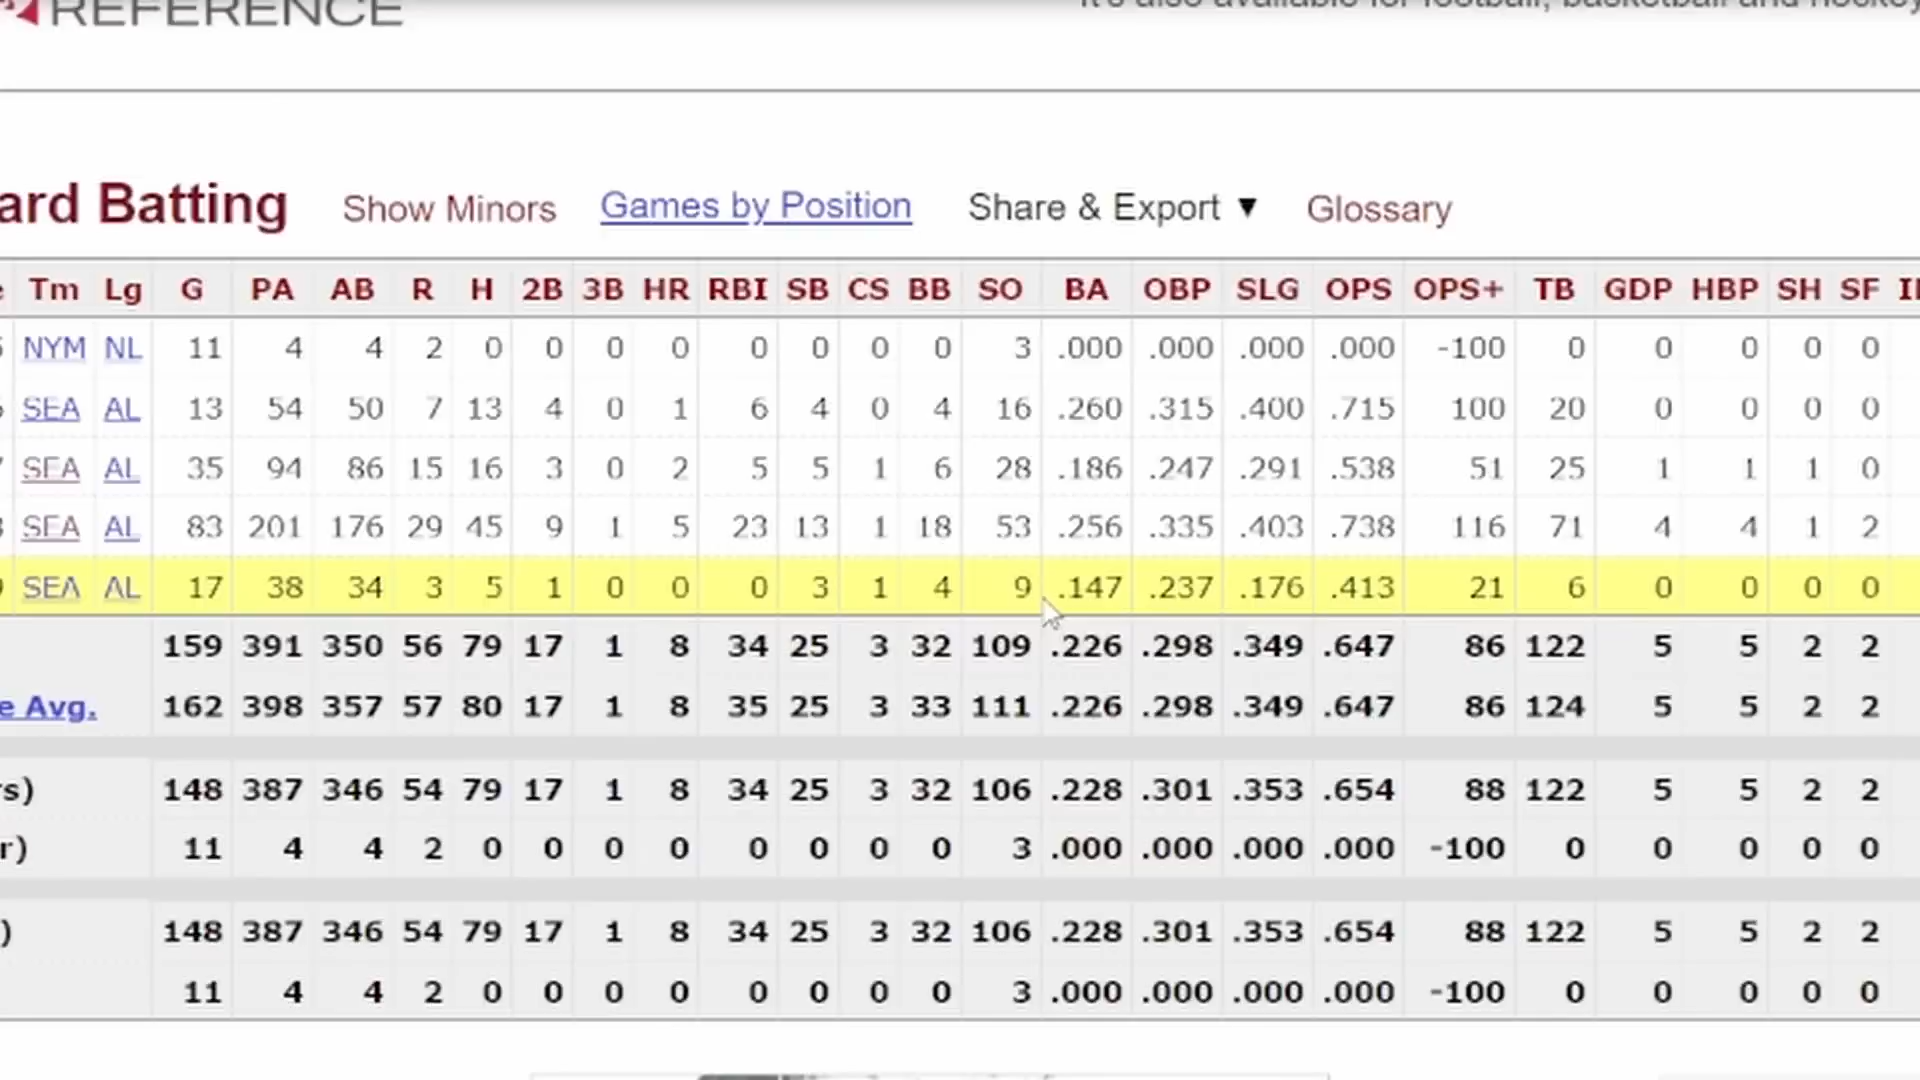 REFERENCE
It's also available for football, basketball and hockey
ard Batting Show Minors Games by Position Share & Export ▼ Glossary
e Tm Lg G PA AB R H 2B 3B HR RBI SB CS BB SO BA OBP SLG OPS OPS+ TB GDP HBP SH SF
5 NYM NL 11 4 4 2 0 0 0 0 0 0 0 0 3 .000 .000 .000 .000 -100 0 0 0 0 0
6 SEA AL 13 54 50 7 13 4 0 1 6 4 0 4 16 .260 .315 .400 .715 100 20 0 0 0 0
7 SEA AL 35 94 86 15 16 3 0 2 5 5 1 6 28 .186 .247 .291 .538 51 25 1 1 1 0
8 SEA AL 83 201 176 29 45 9 1 5 23 13 1 18 53 .256 .335 .403 .738 116 71 4 4 1 2
9 SEA AL 17 38 34 3 5 1 0 0 0 3 1 4 9 .147 .237 .176 .413 21 6 0 0 0 0
159 391 350 56 79 17 1 8 34 25 3 32 109 .226 .298 .349 .647 86 122 5 5 2 2
e Avg. 162 398 357 57 80 17 1 8 35 25 3 33 111 .226 .298 .349 .647 86 124 5 5 2 2
rs) 148 387 346 54 79 17 1 8 34 25 3 32 106 .228 .301 .353 .654 88 122 5 5 2 2
r) 11 4 4 2 0 0 0 0 0 0 0 0 3 .000 .000 .000 .000 -100 0 0 0 0 0
) 148 387 346 54 79 17 1 8 34 25 3 32 106 .228 .301 .353 .654 88 122 5 5 2 2
11 4 4 2 0 0 0 0 0 0 0 0 3 .000 .000 .000 .000 -100 0 0 0 0 0